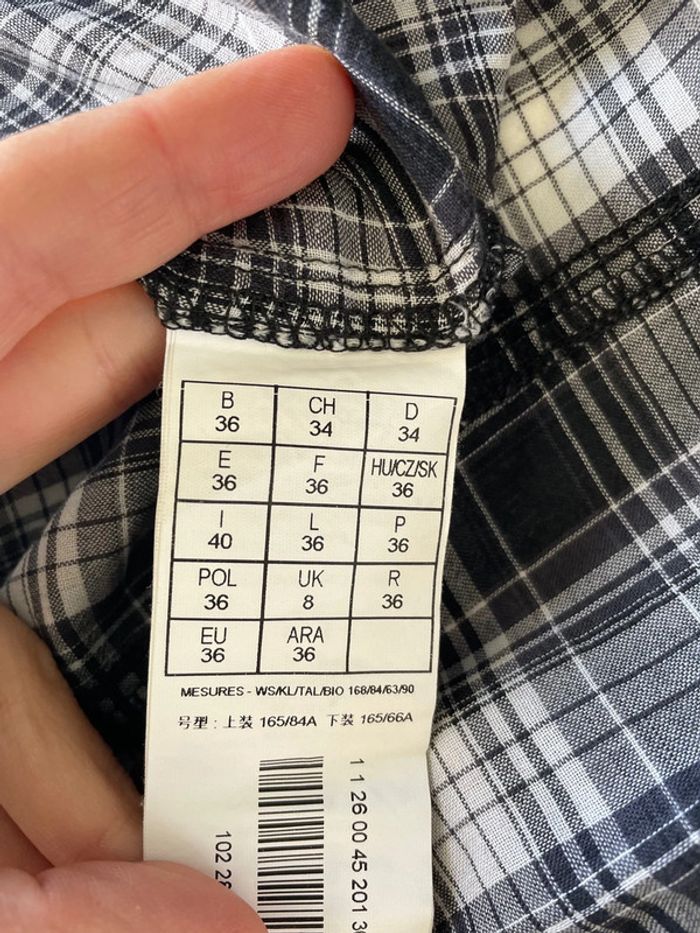 B CH D
36 34 34
E F HU/CZ/SK
36 36 36
I L P
40 36 36
POL UK R
36 8 36
EU ARA
36 36
MESURES - WS/KL/TAL/BIO 168/84/63/90
号型 : 上装 165/84A 下装 165/66A
1 1 26 00 45 201
102